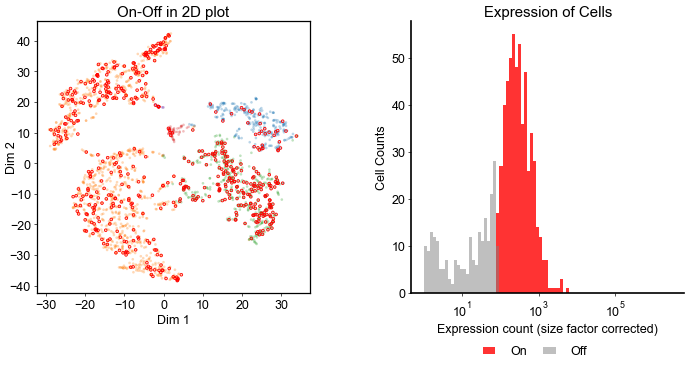 On-Off in 2D plot
40
30
20
10
0
−10
−20
−30
−40
Dim 2
−30 −20 −10 0 10 20 30
Dim 1
Expression of Cells
50
40
30
20
10
0
Cell Counts
10^1 10^3 10^5
Expression count (size factor corrected)
On Off